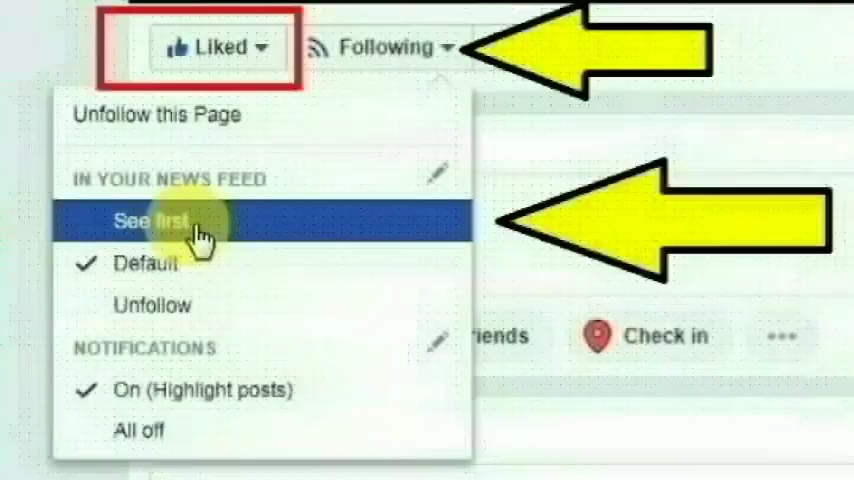 Liked Following
Unfollow this Page
IN YOUR NEWS FEED
See first
Default
Unfollow
NOTIFICATIONS
On (Highlight posts)
All off
riends Check in